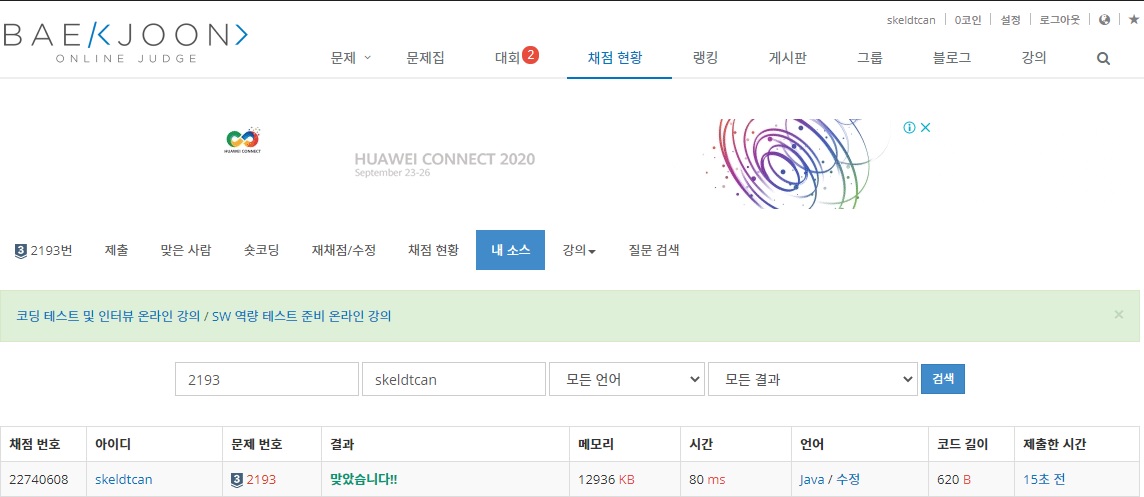 skeldtcan 0코인 설정 로그아웃
BAEKJOON
ONLINE JUDGE
문제 문제집 대회 2 채점 현황 랭킹 게시판 그룹 블로그 강의
HUAWEI CONNECT
HUAWEI CONNECT 2020
September 23-26
3 2193번 제출 맞은 사람 숏코딩 재채점/수정 채점 현황 내 소스 강의 질문 검색
코딩 테스트 및 인터뷰 온라인 강의 / SW 역량 테스트 준비 온라인 강의 ×
2193 skeldtcan 모든 언어 모든 결과 검색
채점 번호 아이디 문제 번호 결과 메모리 시간 언어 코드 길이 제출한 시간
22740608 skeldtcan 3 2193 맞았습니다!! 12936 KB 80 ms Java / 수정 620 B 15초 전